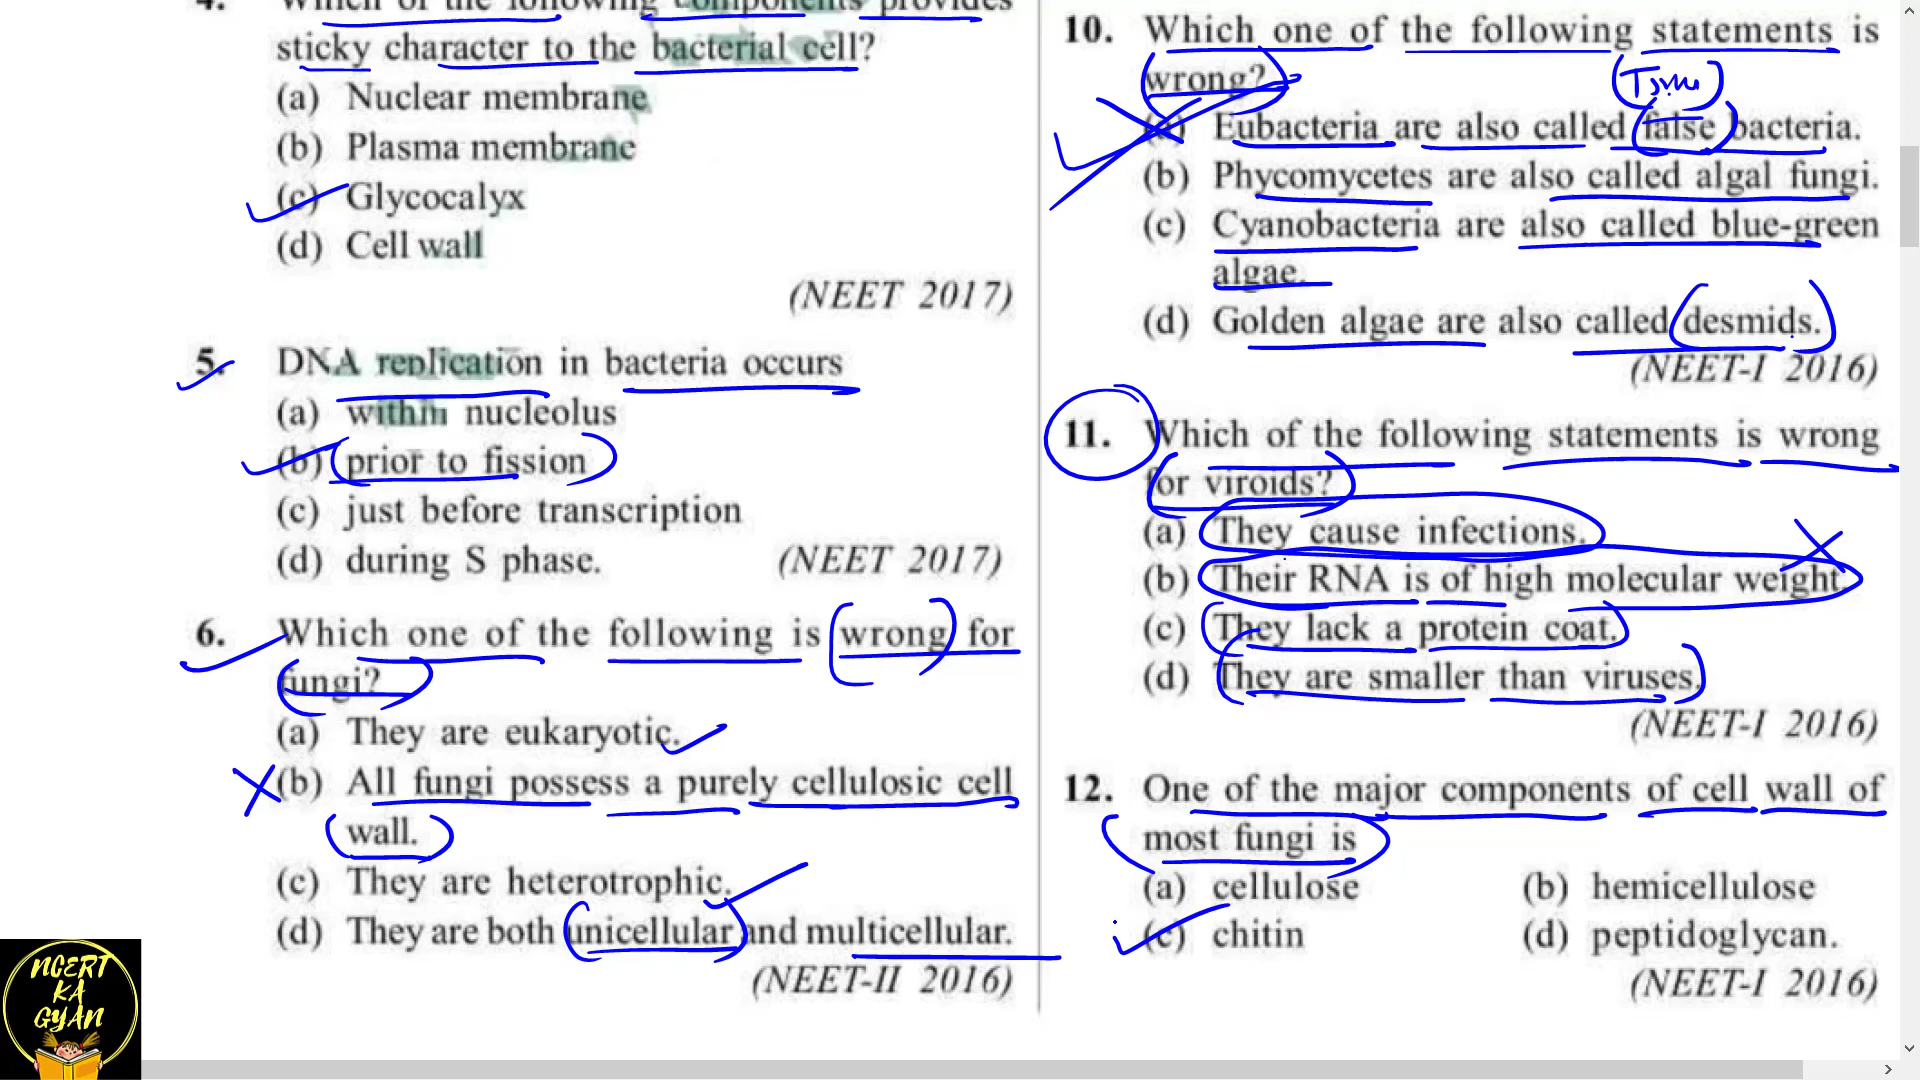 4. Which of the following components provides
sticky character to the bacterial cell?
(a) Nuclear membrane
(b) Plasma membrane
(c) Glycocalyx
(d) Cell wall
(NEET 2017)
5. DNA replication in bacteria occurs
(a) within nucleolus
(b) prior to fission
(c) just before transcription
(d) during S phase. (NEET 2017)
6. Which one of the following is wrong for
fungi?
(a) They are eukaryotic.
(b) All fungi possess a purely cellulosic cell
wall.
(c) They are heterotrophic.
(d) They are both unicellular and multicellular.
(NEET-II 2016)
10. Which one of the following statements is
wrong?
(a) Eubacteria are also called false bacteria.
(b) Phycomycetes are also called algal fungi.
(c) Cyanobacteria are also called blue-green
algae.
(d) Golden algae are also called desmids.
(NEET-I 2016)
11. Which of the following statements is wrong
for viroids?
(a) They cause infections.
(b) Their RNA is of high molecular weight.
(c) They lack a protein coat.
(d) They are smaller than viruses.
(NEET-I 2016)
12. One of the major components of cell wall of
most fungi is
(a) cellulose (b) hemicellulose
(c) chitin (d) peptidoglycan.
(NEET-I 2016)
NCERT
KA
GYAN